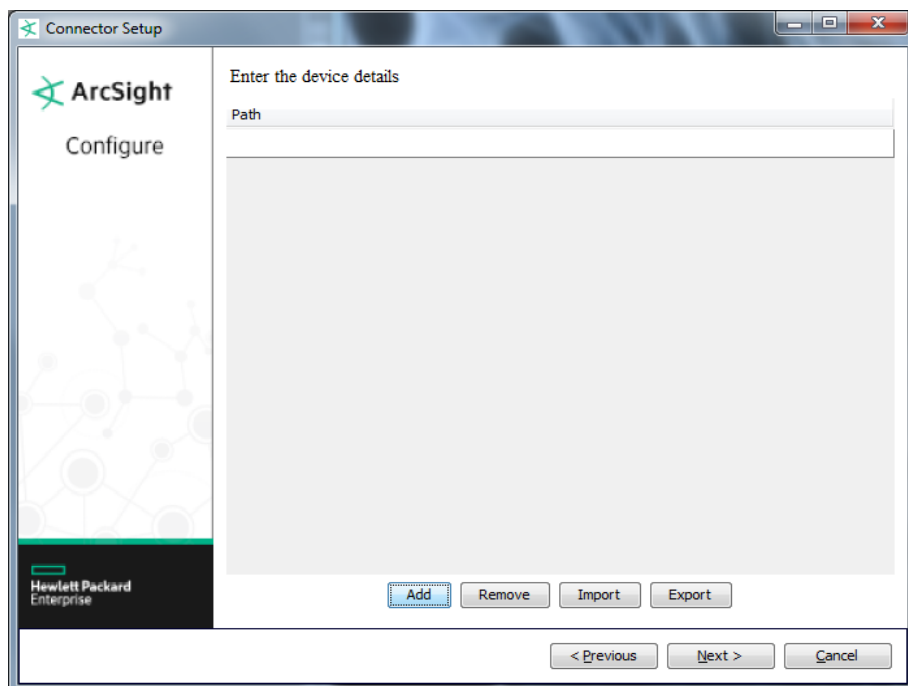 Connector Setup
ArcSight
Configure
Enter the device details
Path
Hewlett Packard
Enterprise
Add Remove Import Export
< Previous Next > Cancel